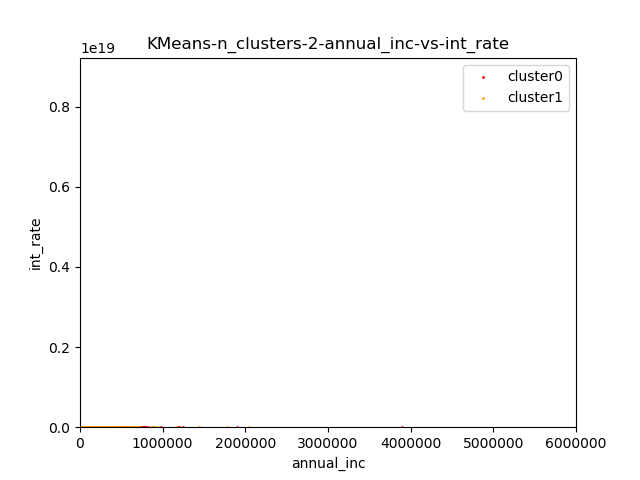 KMeans-n_clusters-2-annual_inc-vs-int_rate
1e19
cluster0
cluster1
0.8
0.6
0.4
0.2
0.0
int_rate
0 1000000 2000000 3000000 4000000 5000000 6000000
annual_inc